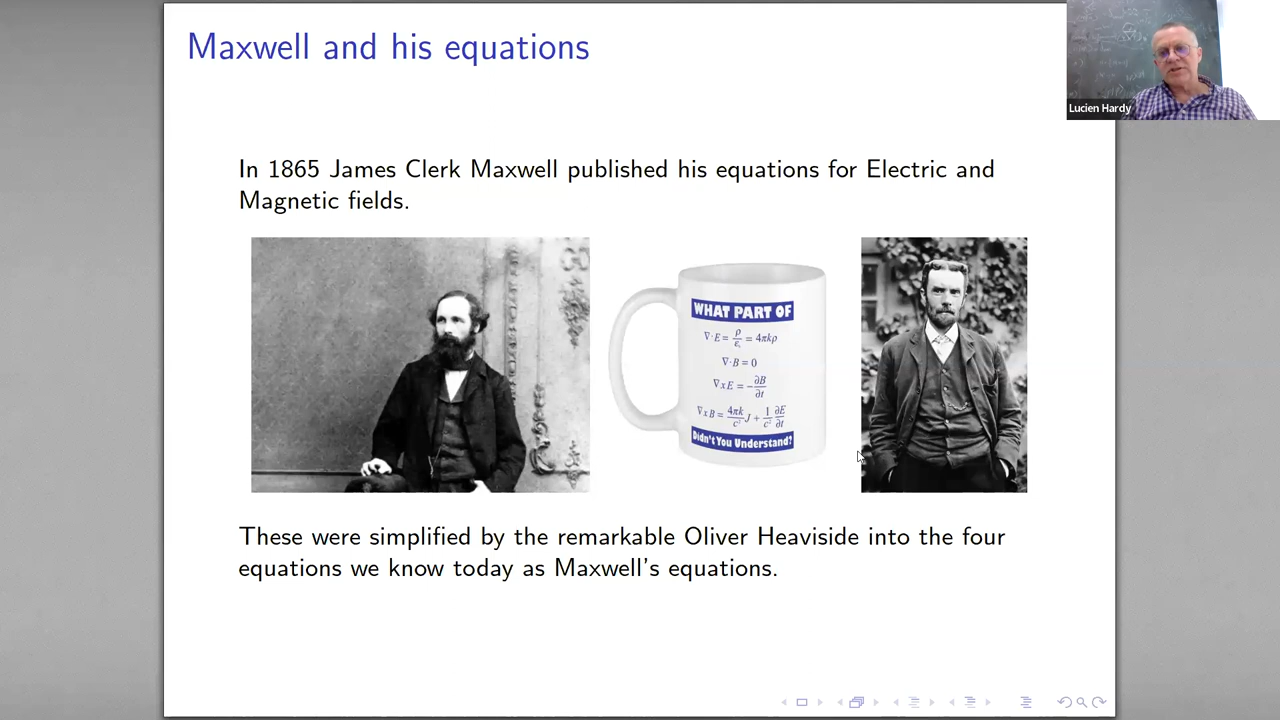 Maxwell and his equations
Lucien Hardy
In 1865 James Clerk Maxwell published his equations for Electric and
Magnetic fields.
WHAT PART OF
∇·E = ρ/ε₀ = 4πkρ
∇·B = 0
∇xE = -∂B/∂t
∇xB = 4πk/c² J + 1/c² ∂E/∂t
Didn't You Understand?
These were simplified by the remarkable Oliver Heaviside into the four
equations we know today as Maxwell's equations.